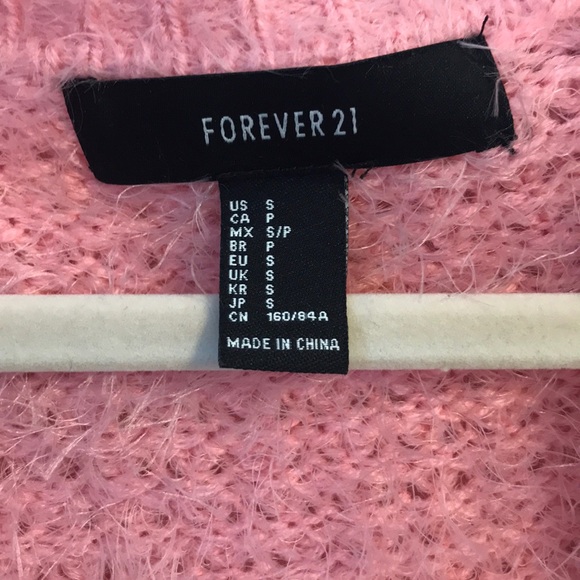 FOREVER 21
US S
CA P
MX S/P
BR P
EU S
UK S
KR S
JP S
CN 160/84A
MADE IN CHINA